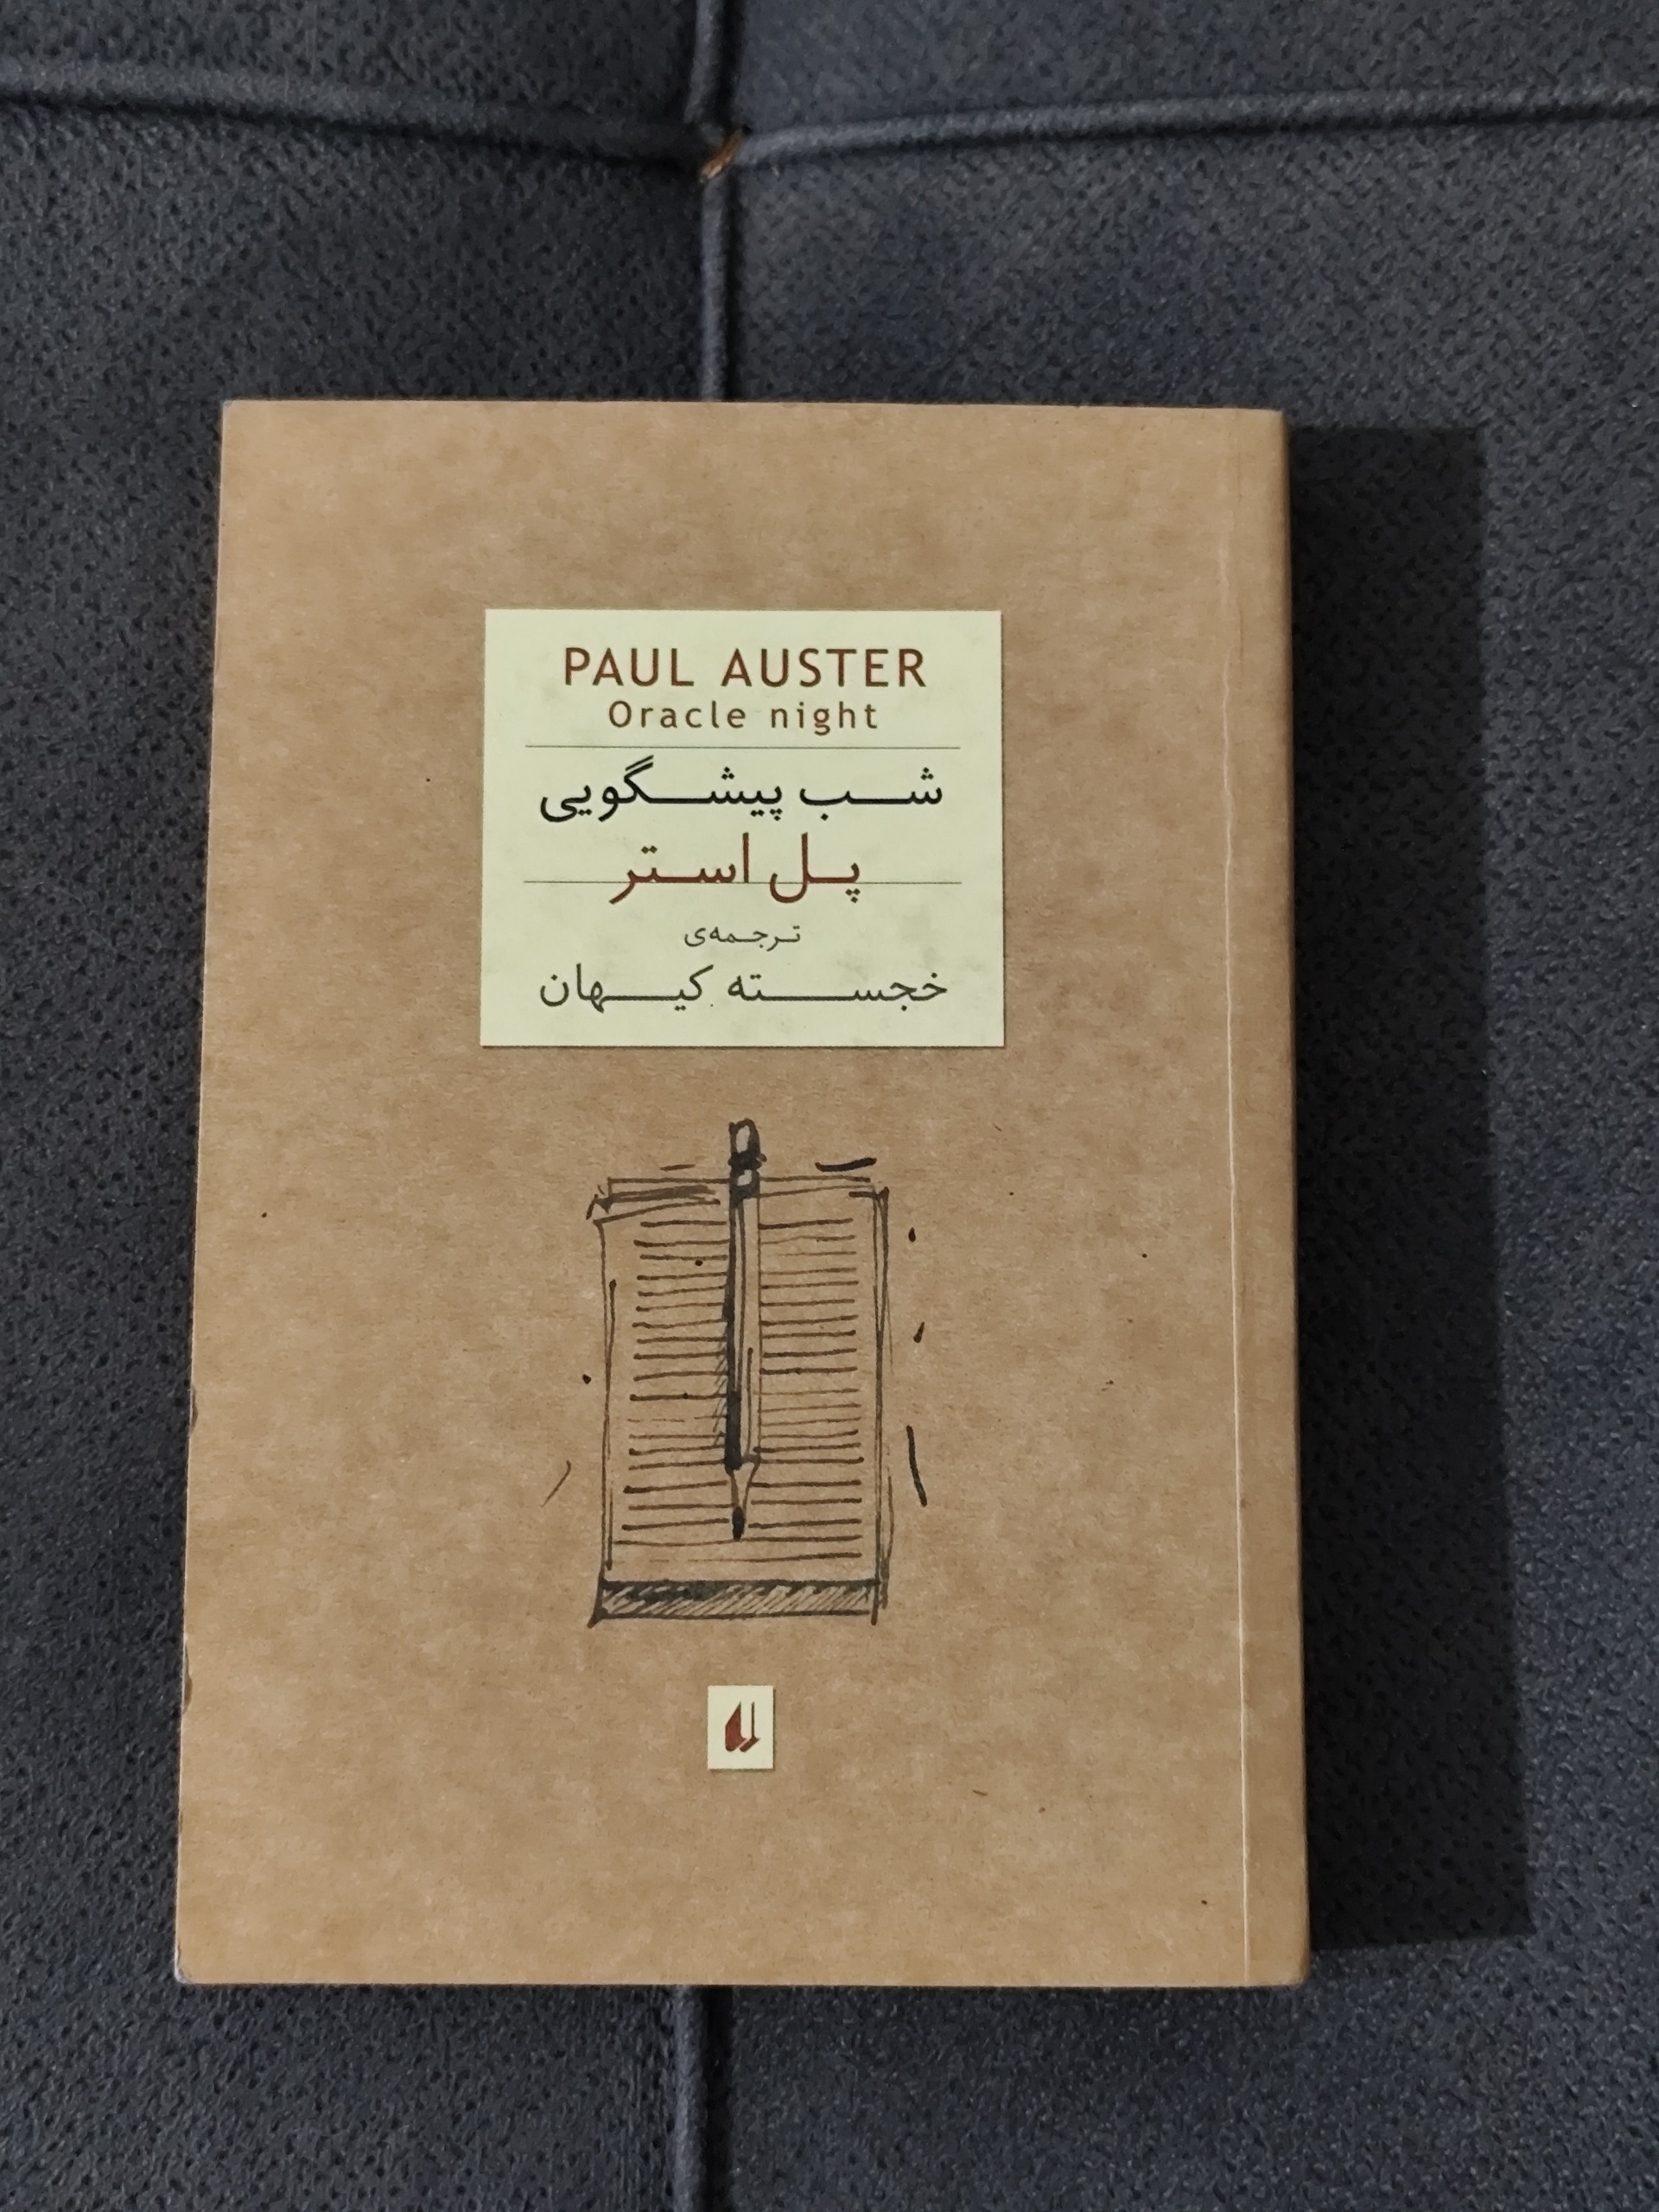 PAUL AUSTER
Oracle night
شب پیشگویی
پل استر
ترجمه‌ی
خجسته کیهان